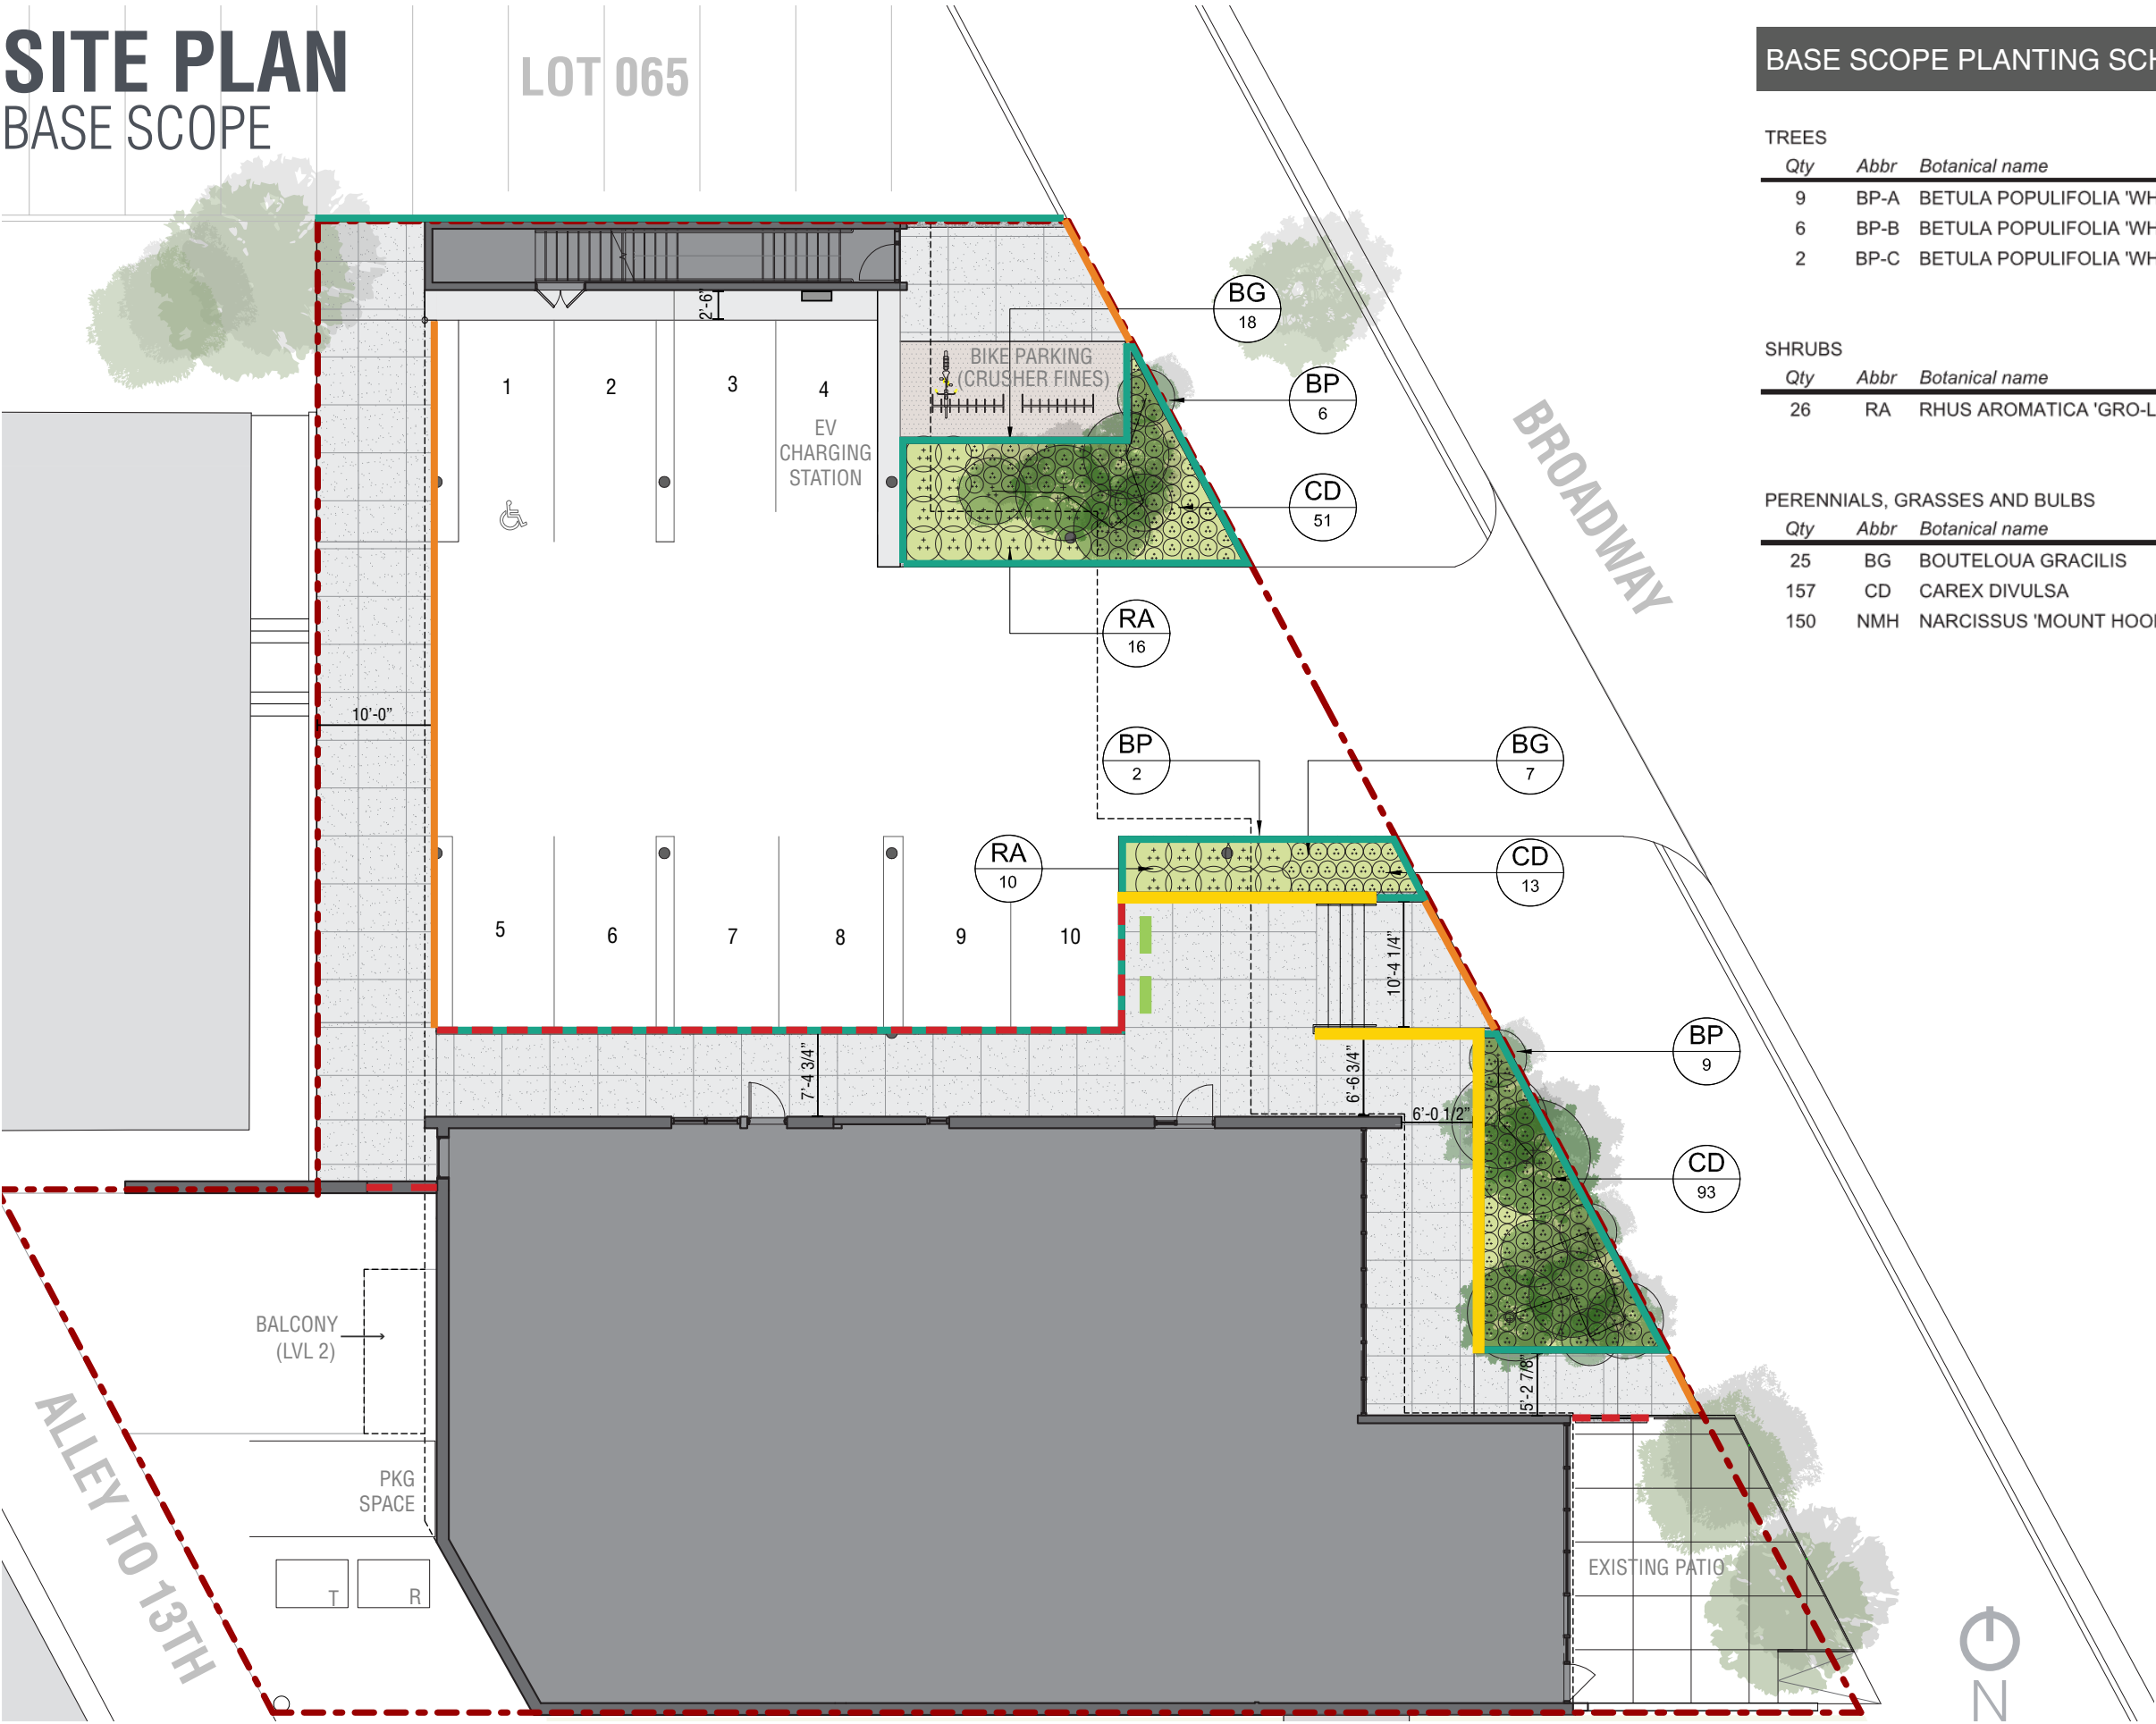 SITE PLAN
BASE SCOPE
LOT 065
BASE SCOPE PLANTING SCH
TREES
Qty Abbr Botanical name
9 BP-A BETULA POPULIFOLIA 'WH
6 BP-B BETULA POPULIFOLIA 'WH
2 BP-C BETULA POPULIFOLIA 'WH
SHRUBS
Qty Abbr Botanical name
26 RA RHUS AROMATICA 'GRO-L
PERENNIALS, GRASSES AND BULBS
Qty Abbr Botanical name
25 BG BOUTELOUA GRACILIS
157 CD CAREX DIVULSA
150 NMH NARCISSUS 'MOUNT HOO
2'-6"
BG
18
BIKE PARKING
(CRUSHER FINES)
1
2
3
4
EV
CHARGING
STATION
BP
6
CD
51
BROADWAY
RA
16
10'-0"
BP
2
BG
7
RA
10
CD
13
5
6
7
8
9
10
10'-4 1/4"
7'-4 3/4"
6'-6 3/4"
6'-0 1/2"
BP
9
CD
93
BALCONY
(LVL 2)
5'-2 7/8"
ALLEY TO 13TH
PKG
SPACE
T
R
EXISTING PATIO
N